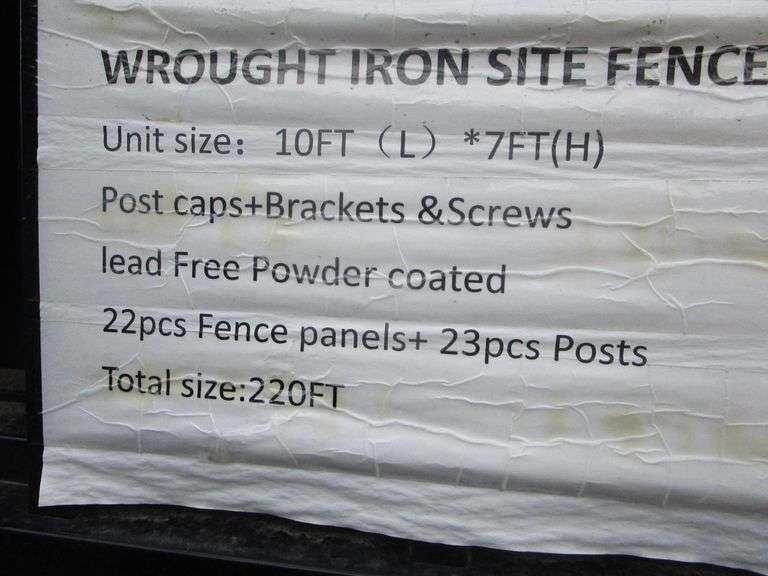 WROUGHT IRON SITE FENCE
Unit size： 10FT （L） *7FT(H)
Post caps+Brackets &Screws
lead Free Powder coated
22pcs Fence panels+ 23pcs Posts
Total size:220FT